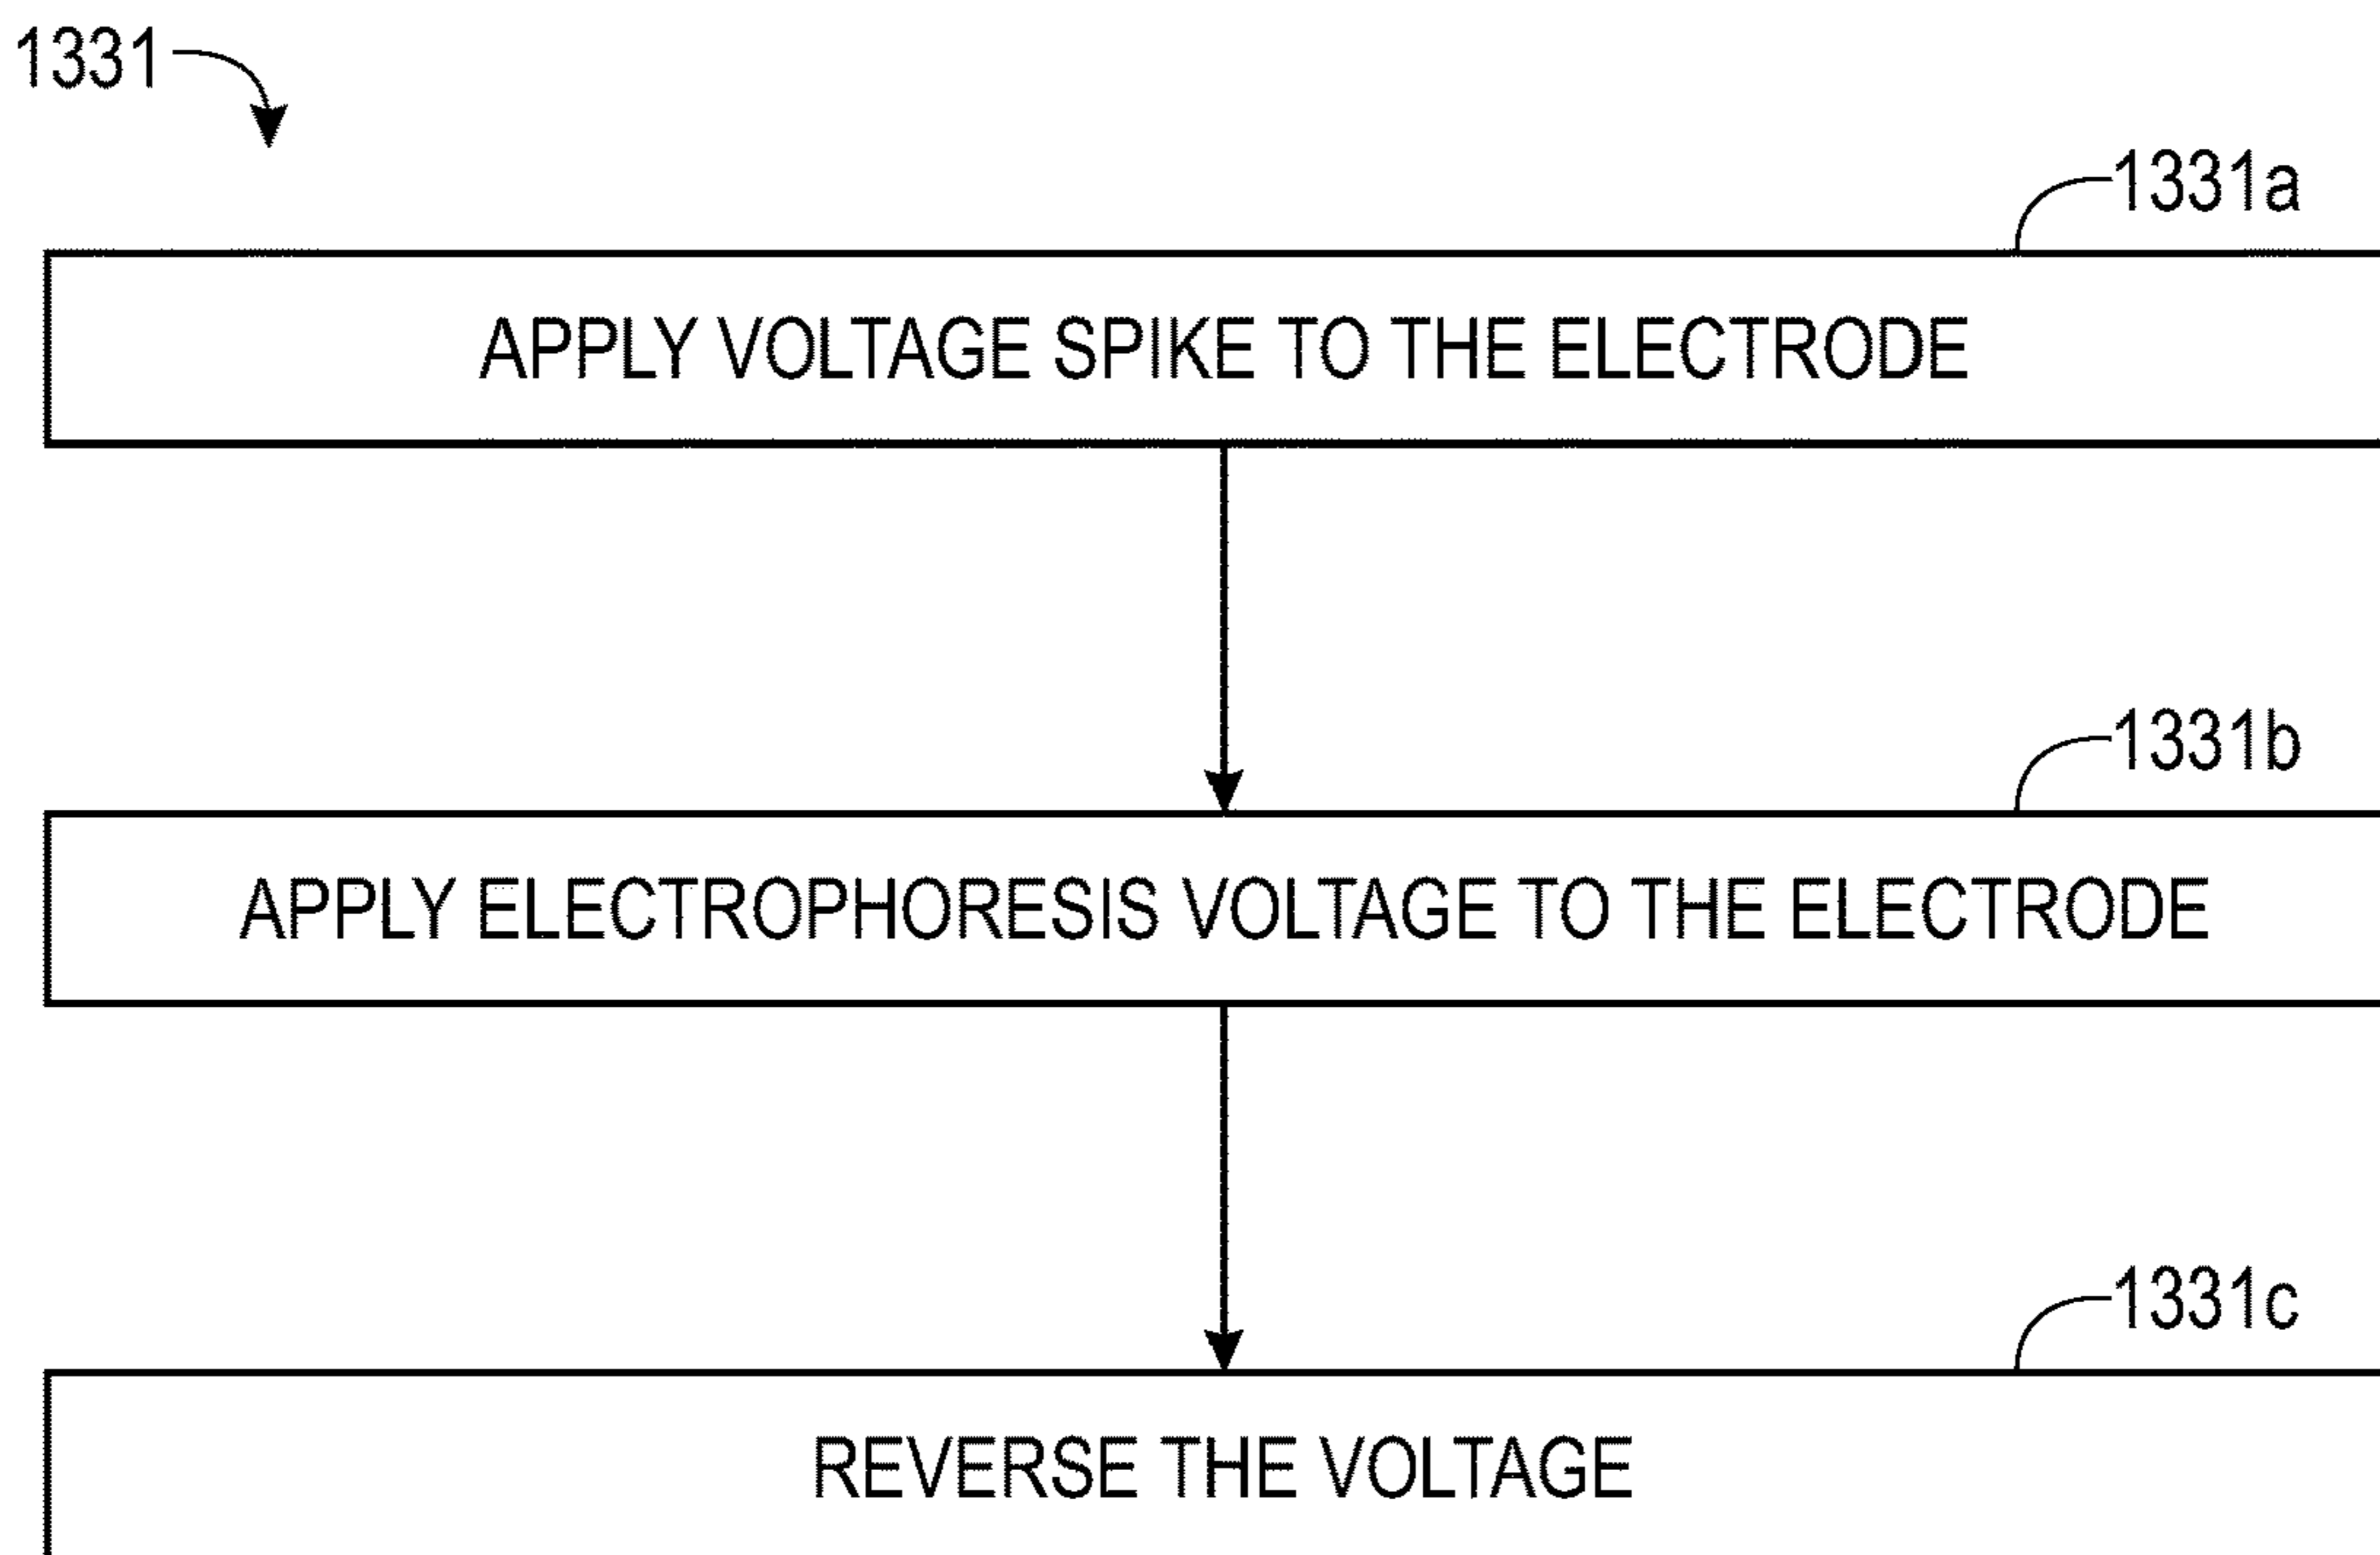 1331
1331a
APPLY VOLTAGE SPIKE TO THE ELECTRODE
1331b
APPLY ELECTROPHORESIS VOLTAGE TO THE ELECTRODE
1331c
REVERSE THE VOLTAGE